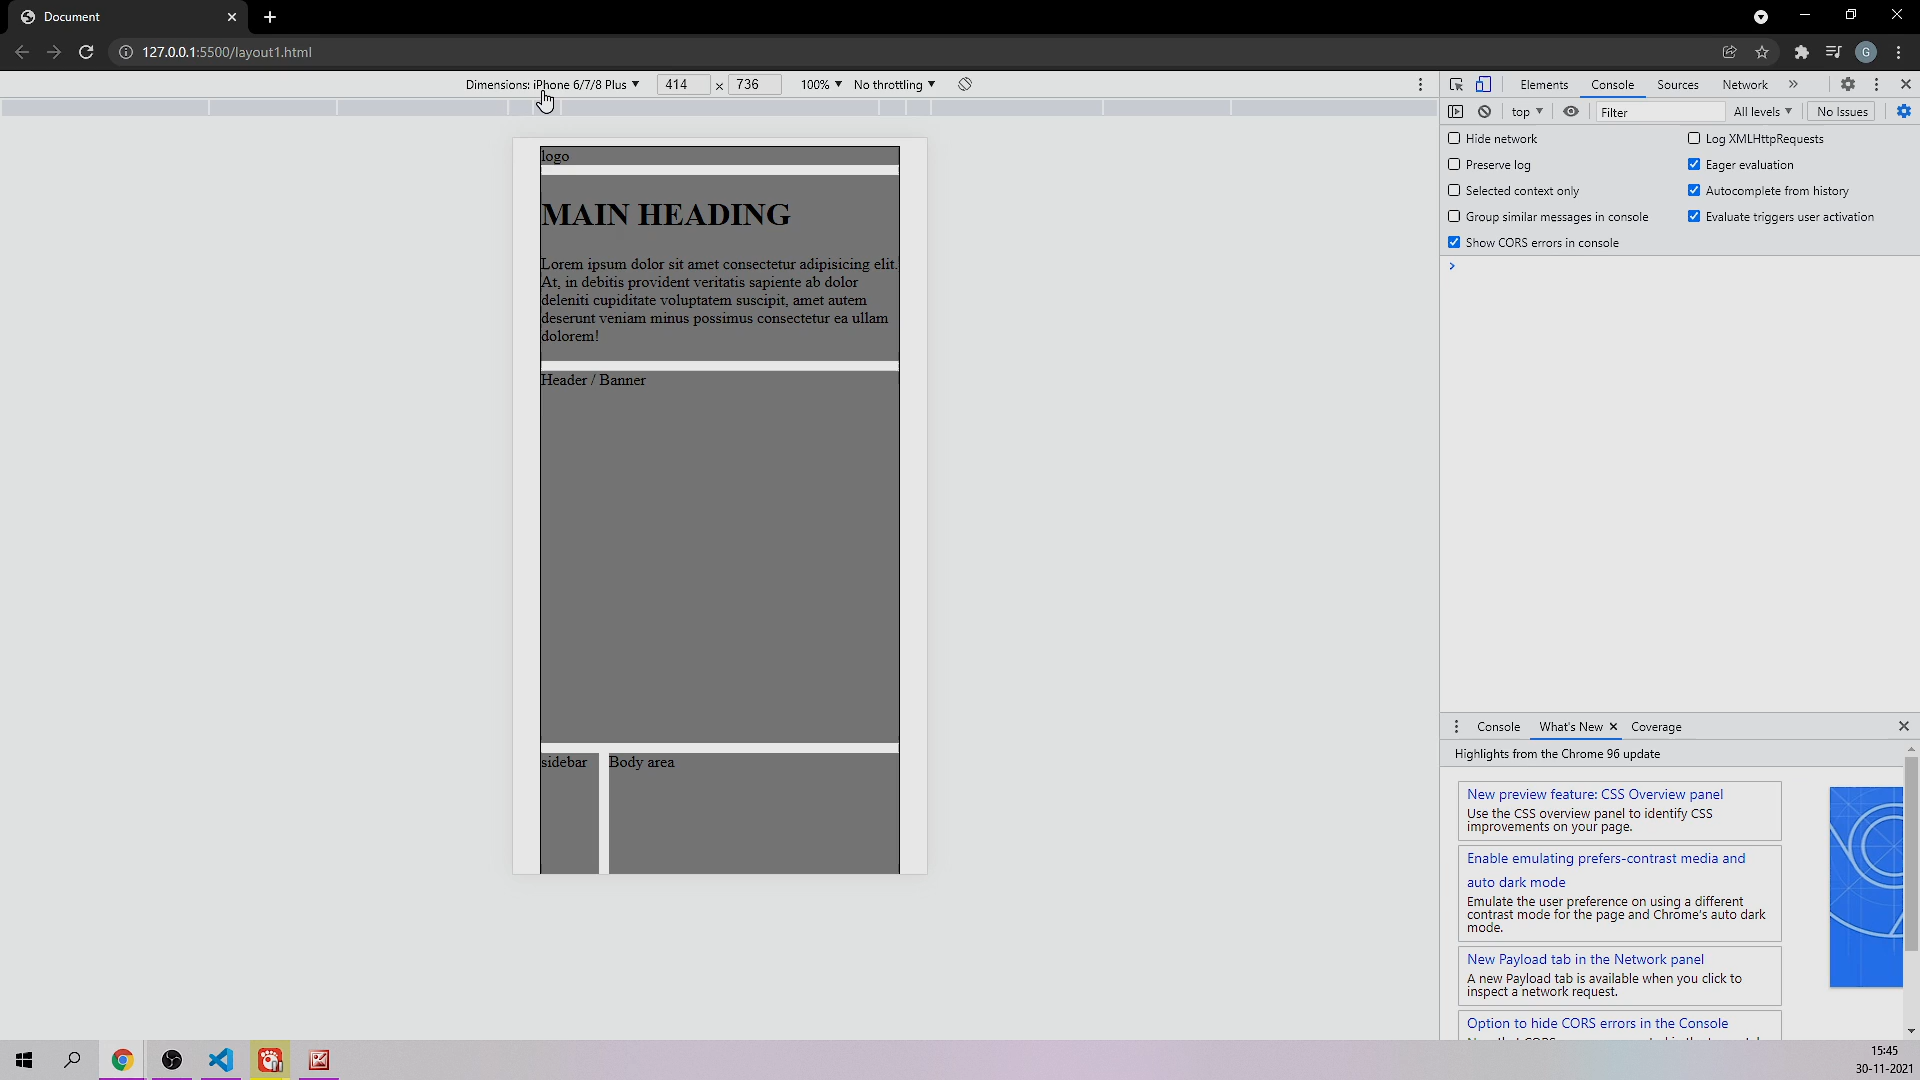 Document
127.0.0.1:5500/layout1.html
G
Dimensions: iPhone 6/7/8 Plus ▼ 414 × 736 100% ▼ No throttling ▼
Elements Console Sources Network »
top ▼ Filter All levels ▼ No Issues
Hide network Log XMLHttpRequests
Preserve log Eager evaluation
Selected context only Autocomplete from history
Group similar messages in console Evaluate triggers user activation
Show CORS errors in console
logo
MAIN HEADING
Lorem ipsum dolor sit amet consectetur adipisicing elit.
At, in debitis provident veritatis sapiente ab dolor
deleniti cupiditate voluptatem suscipit, amet autem
deserunt veniam minus possimus consectetur ea ullam
dolorem!
Header / Banner
sidebar Body area
Console What's New Coverage
Highlights from the Chrome 96 update
New preview feature: CSS Overview panel
Use the CSS overview panel to identify CSS
improvements on your page.
Enable emulating prefers-contrast media and
auto dark mode
Emulate the user preference on using a different
contrast mode for the page and Chrome's auto dark
mode.
New Payload tab in the Network panel
A new Payload tab is available when you click to
inspect a network request.
Option to hide CORS errors in the Console
15:45
30-11-2021